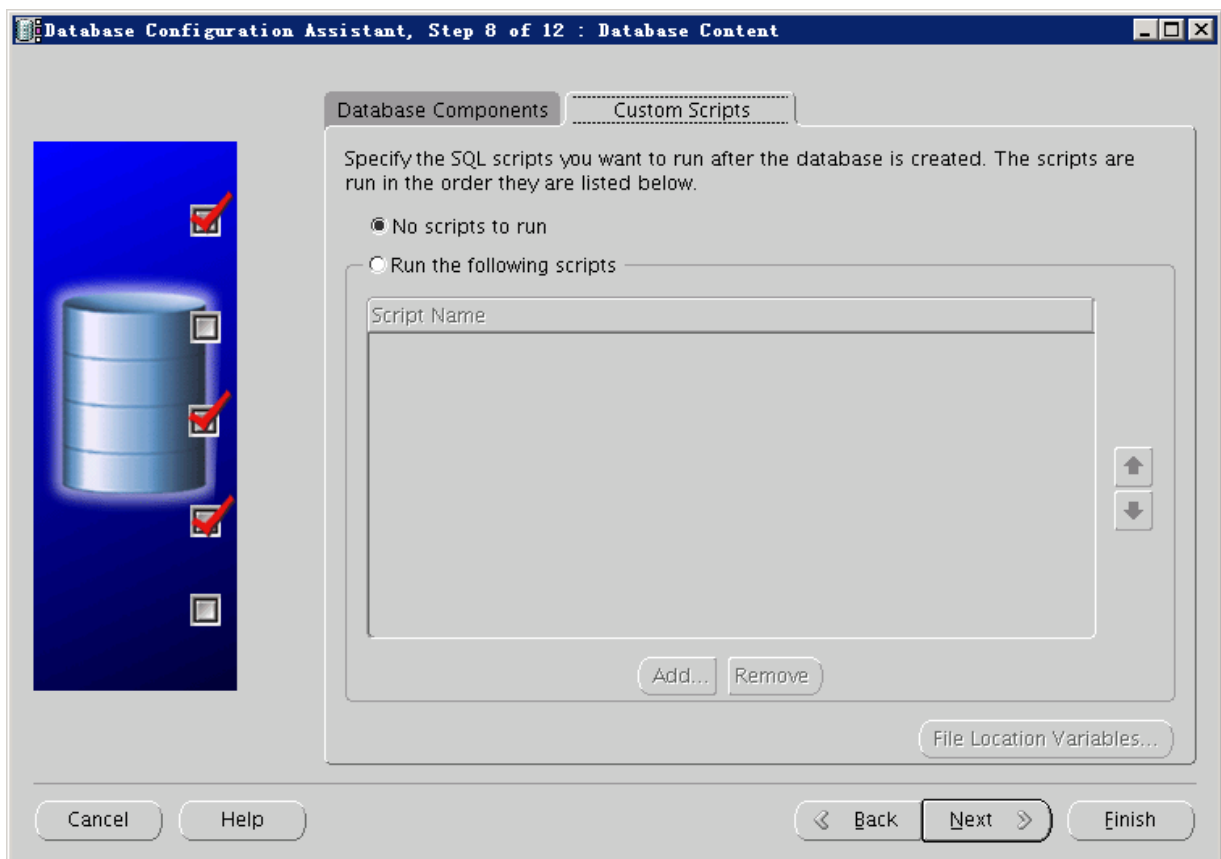 Database Configuration Assistant, Step 8 of 12 : Database Content
Database Components
Custom Scripts
Specify the SQL scripts you want to run after the database is created. The scripts are
run in the order they are listed below.
No scripts to run
Run the following scripts
Script Name
Add...
Remove
File Location Variables...
Cancel
Help
Back
Next
Finish